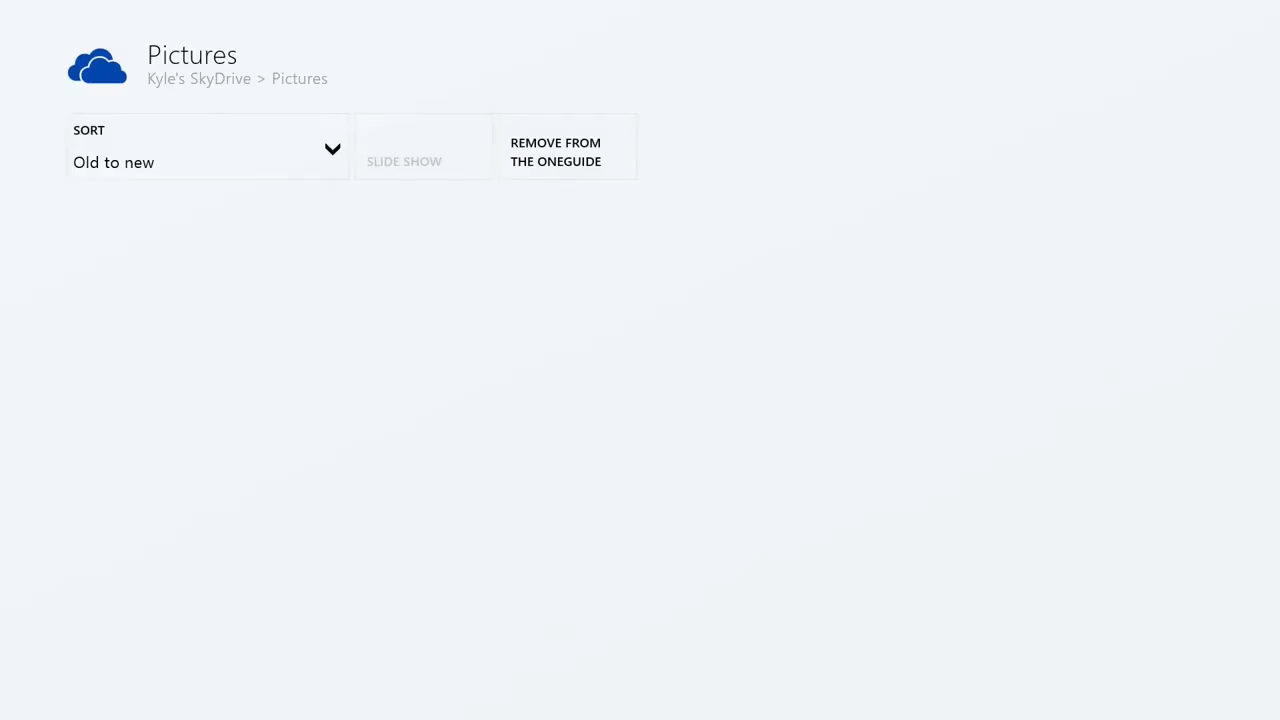 Pictures
Kyle's SkyDrive > Pictures
SORT
Old to new
SLIDE SHOW
REMOVE FROM
THE ONEGUIDE